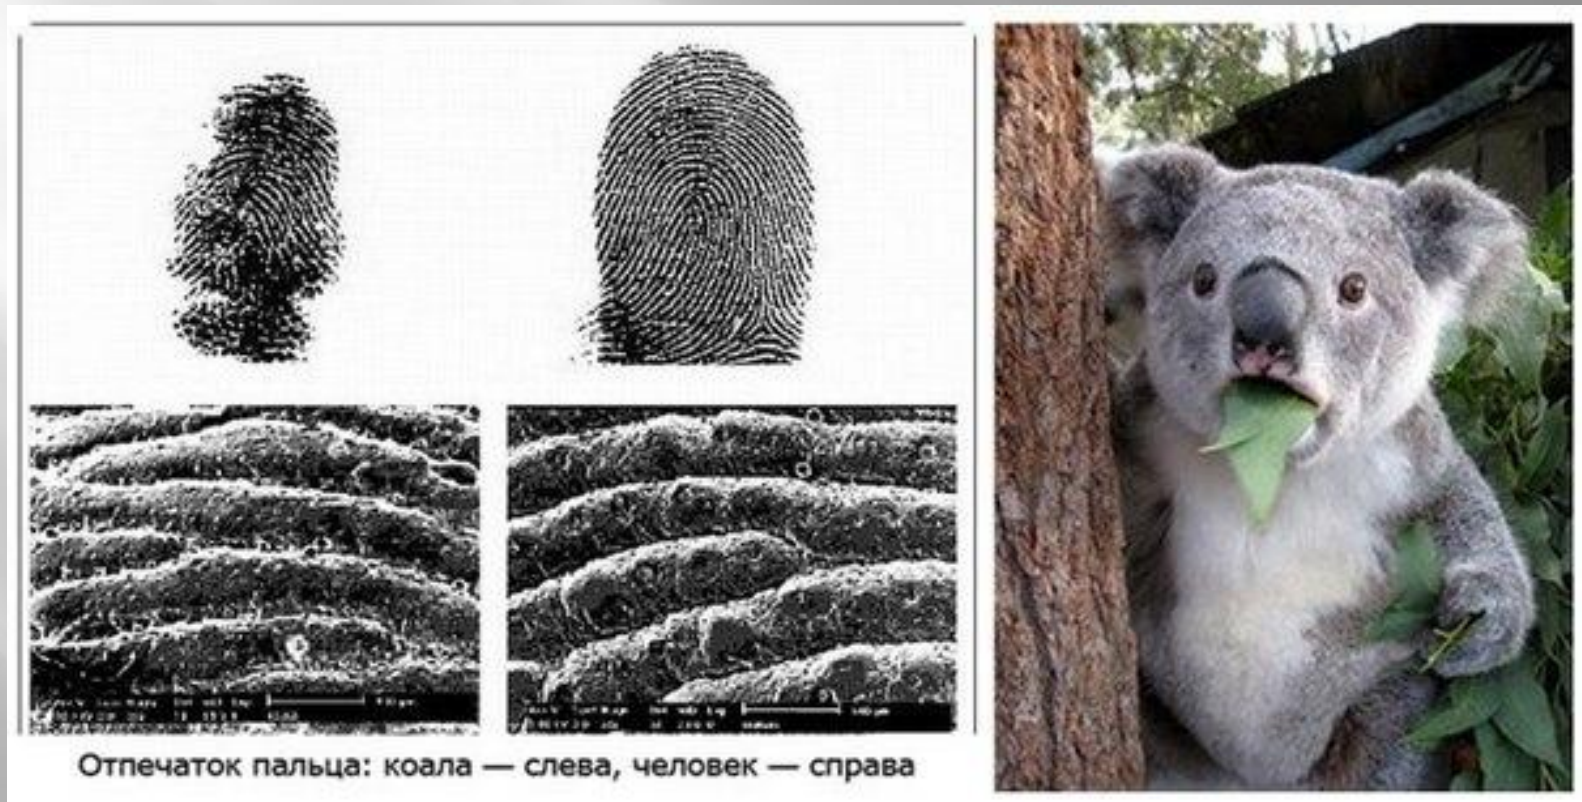 Отпечаток пальца: коала — слева, человек — справа